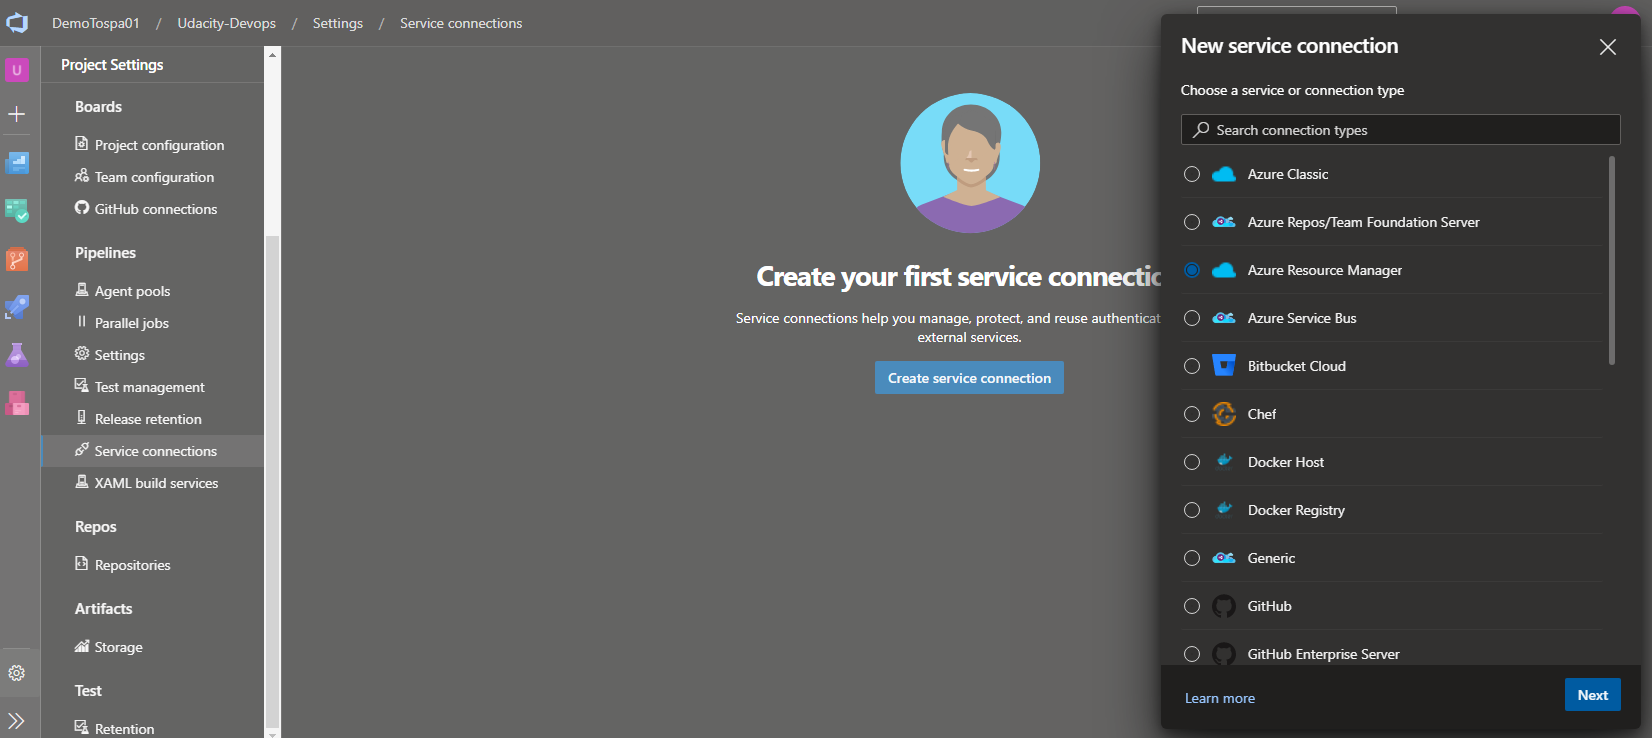 DemoTospa01 / Udacity-Devops / Settings / Service connections
U
Project Settings
Boards
Project configuration
Team configuration
GitHub connections
Pipelines
Agent pools
Parallel jobs
Settings
Test management
Release retention
Service connections
XAML build services
Repos
Repositories
Artifacts
Storage
Test
Retention
Create your first service connectio
Service connections help you manage, protect, and reuse authenticat
external services.
Create service connection
New service connection
Choose a service or connection type
Search connection types
Azure Classic
Azure Repos/Team Foundation Server
Azure Resource Manager
Azure Service Bus
Bitbucket Cloud
Chef
Docker Host
Docker Registry
Generic
GitHub
GitHub Enterprise Server
Learn more
Next